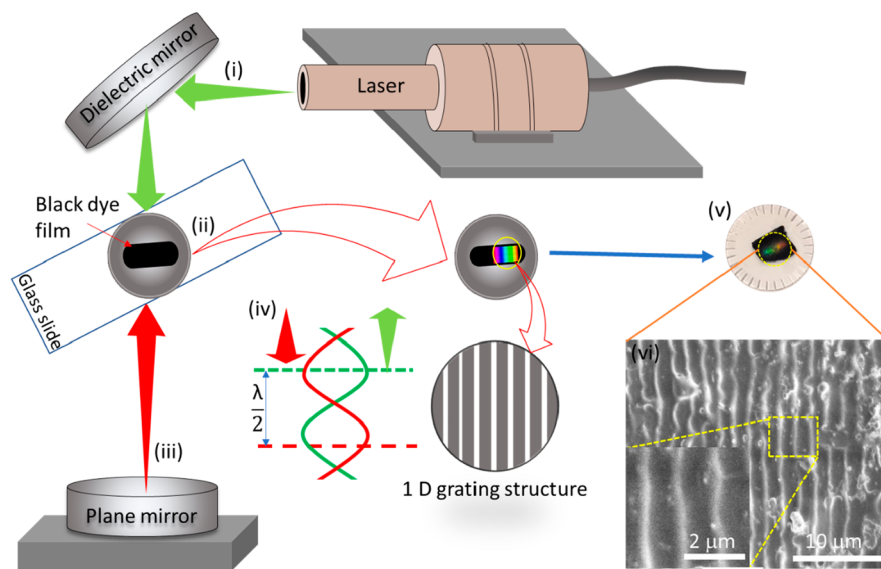 (i)
Dielectric mirror
Laser
Black dye
film
(ii)
(v)
Glass slide
(iv)
(vi)
λ
2
(iii)
1 D grating structure
Plane mirror
2 μm
10 μm